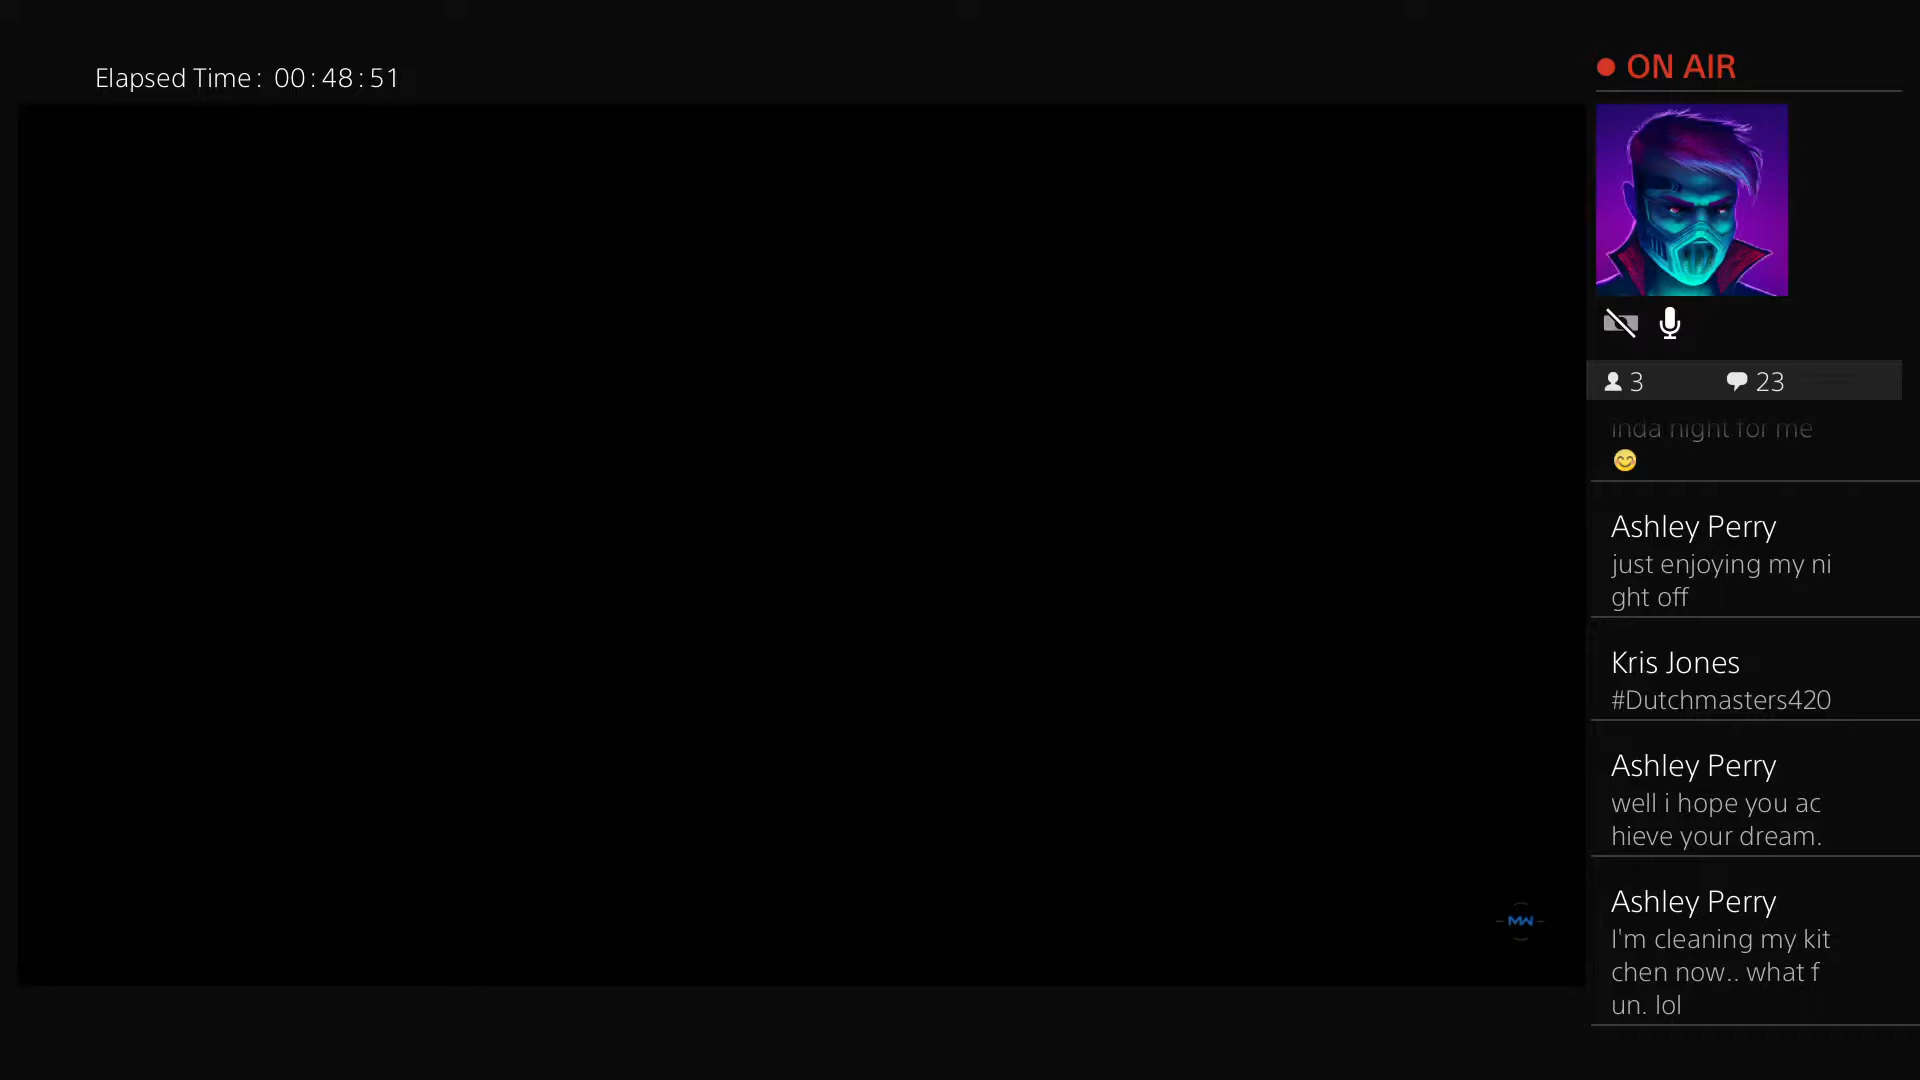 Elapsed Time: 00:48:51
ON AIR
3 23
inda night for me
😊
Ashley Perry
just enjoying my ni
ght off
Kris Jones
#Dutchmasters420
Ashley Perry
well i hope you ac
hieve your dream.
Ashley Perry
I'm cleaning my kit
chen now.. what f
un. lol
MW